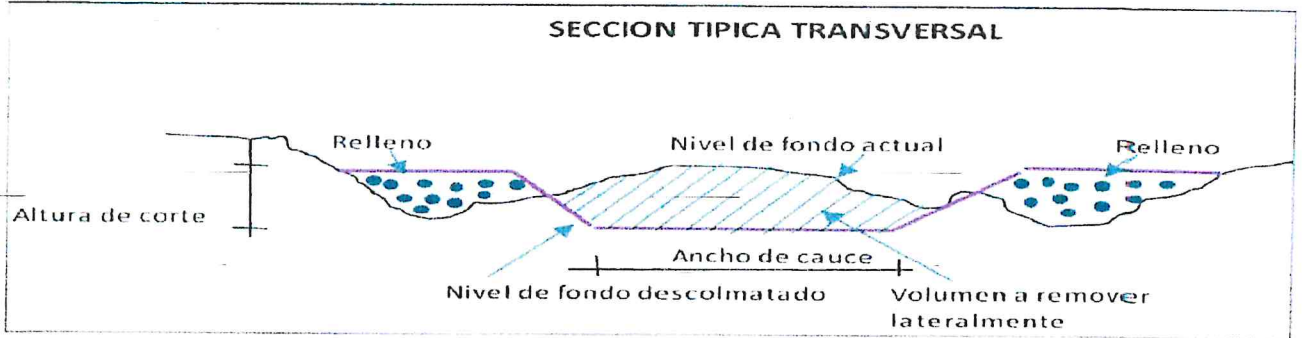 SECCION TIPICA TRANSVERSAL
Relleno
Nivel de fondo actual
Relleno
Altura de corte
Ancho de cauce
Nivel de fondo descolmatado
Volumen a remover
lateralmente